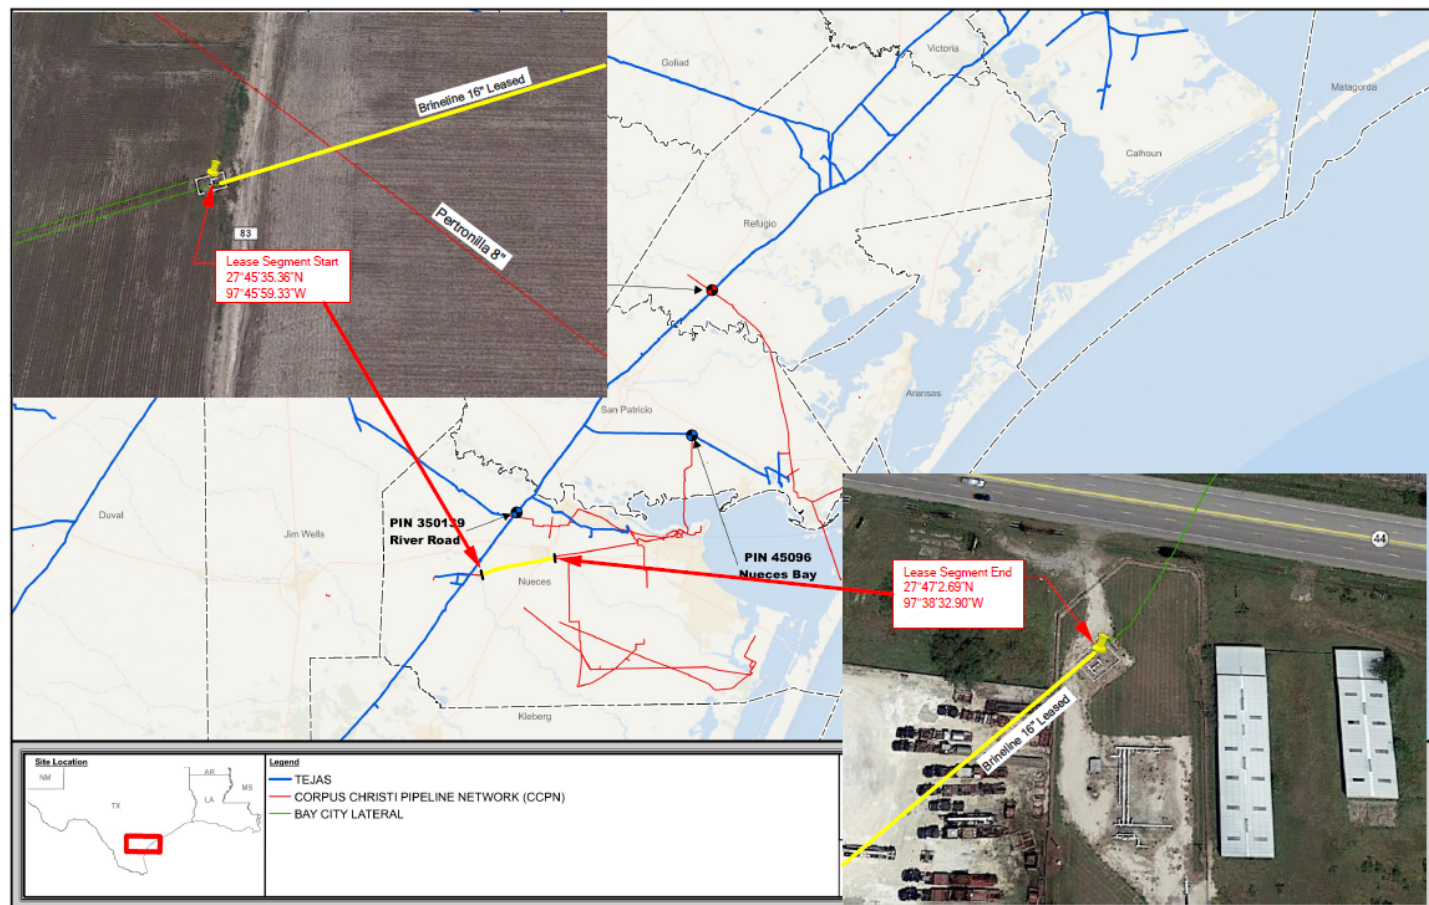 Brineline 16" Leased
Pertronilla 8"
83
Lease Segment Start
27°45'35.36"N
97°45'59.33"W
Goliad
Victoria
Matagorda
Calhoun
Refugio
Aransas
San Patricio
Duval
Jim Wells
PIN 350139
River Road
Nueces
PIN 45096
Nueces Bay
Kleberg
Lease Segment End
27°47'2.69"N
97°38'32.90"W
44
Brineline 16" Leased
Site Location
NM
TX
AR
LA
MS
Legend
TEJAS
CORPUS CHRISTI PIPELINE NETWORK (CCPN)
BAY CITY LATERAL